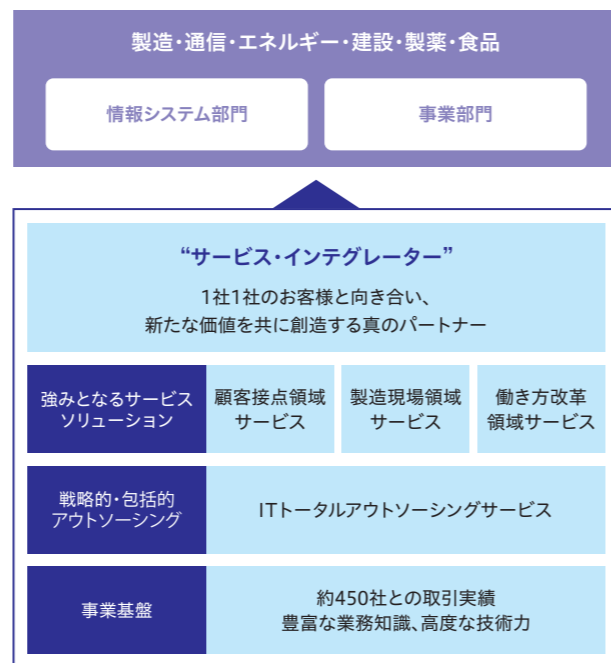 製造・通信・エネルギー・建設・製薬・食品
情報システム部門
事業部門
“サービス・インテグレーター”
1社1社のお客様と向き合い、
新たな価値を共に創造する真のパートナー
強みとなるサービス
ソリューション
顧客接点領域
サービス
製造現場領域
サービス
働き方改革
領域サービス
戦略的・包括的
アウトソーシング
ITトータルアウトソーシングサービス
事業基盤
約450社との取引実績
豊富な業務知識、高度な技術力